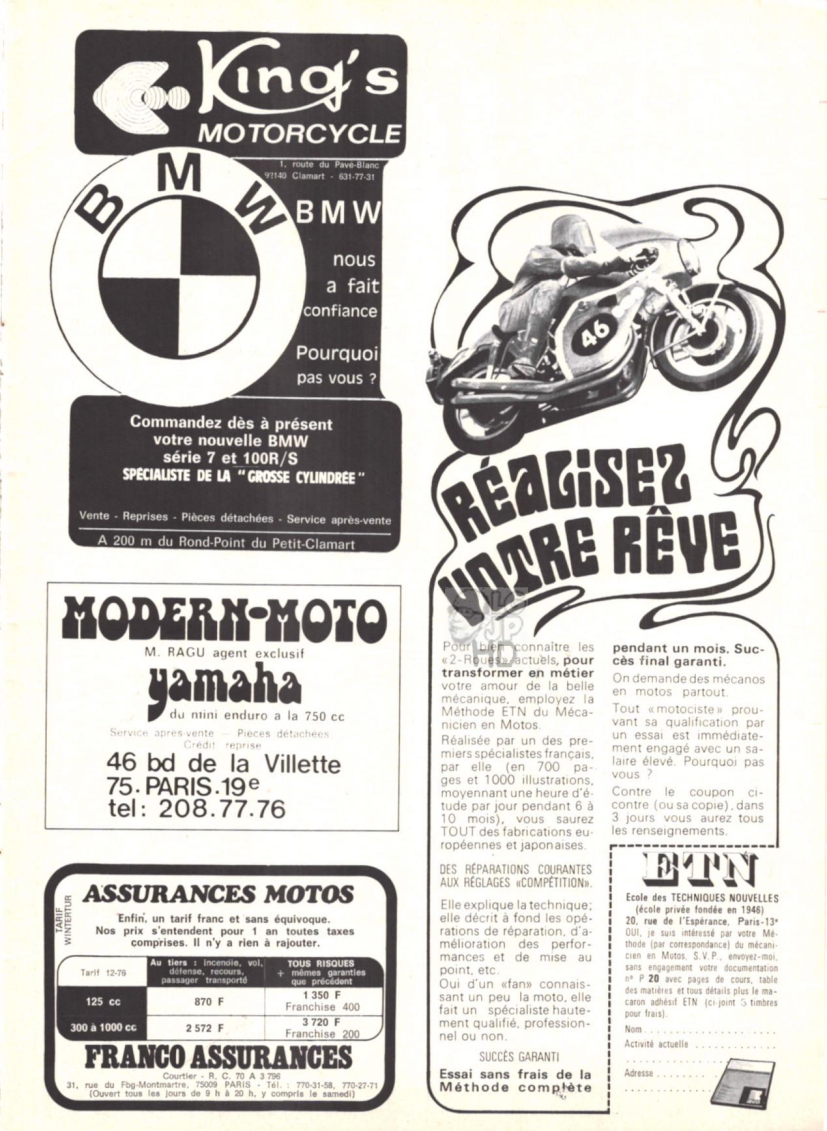 King's
MOTORCYCLE
1, route du Pavé-Blanc
92140 Clamart - 631-77-31
BMW
BMW
nous
a fait
confiance
Pourquoi
pas vous ?
Commandez dès à présent
votre nouvelle BMW
série 7 et 100R/S
SPÉCIALISTE DE LA "GROSSE CYLINDRÉE"
Vente - Reprises - Pièces détachées - Service après-vente
A 200 m du Rond-Point du Petit-Clamart
MODERN-MOTO
M. RAGU agent exclusif
yamaha
du mini enduro a la 750 cc
Service après-vente — Pièces détachées
Crédit reprise
46 bd de la Villette
75. PARIS.19e
tel: 208.77.76
TARIF
WINTERTUR
ASSURANCES MOTOS
Enfin, un tarif franc et sans équivoque.
Nos prix s'entendent pour 1 an toutes taxes
comprises. Il n'y a rien à rajouter.
Tarif 12-76
Au tiers : incendie, vol,
défense, recours,
passager transporté
TOUS RISQUES
+ mêmes garanties
que précédent
125 cc
870 F
1 350 F
Franchise 400
300 à 1000 cc
2 572 F
3 720 F
Franchise 200
FRANCO ASSURANCES
Courtier - R. C. 70 A 3 796
31, rue du Fbg-Montmartre, 75009 PARIS - Tél. : 770-31-58, 770-27-71
(Ouvert tous les jours de 9 h à 20 h, y compris le samedi)
46
RÉALISEZ
VOTRE RÊVE
Pour bien connaître les
«2-Roues» actuels, pour
transformer en métier
votre amour de la belle
mécanique, employez la
Méthode ETN du Méca-
nicien en Motos.
Réalisée par un des pre-
miers spécialistes français,
par elle (en 700 pa-
ges et 1000 illustrations,
moyennant une heure d'é-
tude par jour pendant 6 à
10 mois), vous saurez
TOUT des fabrications eu-
ropéennes et japonaises.
DES RÉPARATIONS COURANTES
AUX RÉGLAGES «COMPÉTITION».
Elle explique la technique;
elle décrit à fond les opé-
rations de réparation, d'a-
mélioration des perfor-
mances et de mise au
point, etc.
Oui d'un «fan» connais-
sant un peu la moto, elle
fait un spécialiste haute-
ment qualifié, profession-
nel ou non.
SUCCÈS GARANTI
Essai sans frais de la
Méthode complète
pendant un mois. Suc-
cès final garanti.
On demande des mécanos
en motos partout.
Tout «motociste» prou-
vant sa qualification par
un essai est immédiate-
ment engagé avec un sa-
laire élevé. Pourquoi pas
vous ?
Contre le coupon ci-
contre (ou sa copie), dans
3 jours vous aurez tous
les renseignements.
ETN
Ecole des TECHNIQUES NOUVELLES
(école privée fondée en 1946)
20, rue de l'Espérance, Paris-13e
OUI, je suis intéressé par votre Mé-
thode (par correspondance) du mécani-
cien en Motos. S.V.P., envoyez-moi,
sans engagement votre documentation
n° P 20 avec pages de cours, table
des matières et tous détails plus le ma-
caron adhésif ETN (ci-joint 5 timbres
pour frais).
Nom
Activité actuelle
Adresse
JP
HD